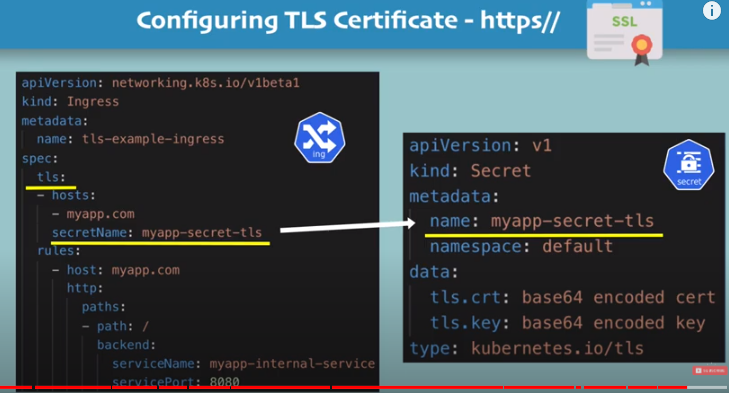 Configuring TLS Certificate - https//
SSL
apiVersion: networking.k8s.io/v1beta1
kind: Ingress
metadata:
name: tls-example-ingress
spec:
tls:
- hosts:
- myapp.com
secretName: myapp-secret-tls
rules:
- host: myapp.com
http:
paths:
- path: /
backend:
serviceName: myapp-internal-service
servicePort: 8080
ing
apiVersion: v1
kind: Secret
metadata:
name: myapp-secret-tls
namespace: default
data:
tls.crt: base64 encoded cert
tls.key: base64 encoded key
type: kubernetes.io/tls
secret